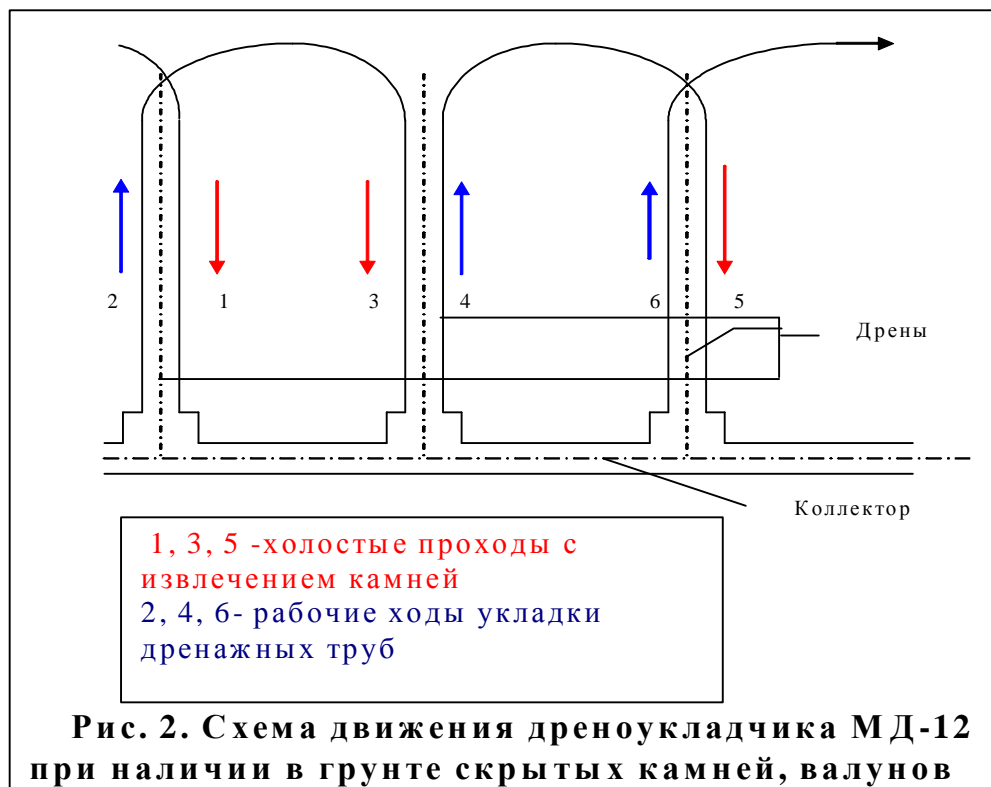 2 1 3 4 6 5
Дрены
Коллектор
1, 3, 5 -холостые проходы с
извлечением камней
2, 4, 6- рабочие ходы укладки
дренажных труб
Рис. 2. Схема движения дреноукладчика МД-12
при наличии в грунте скрытых камней, валунов